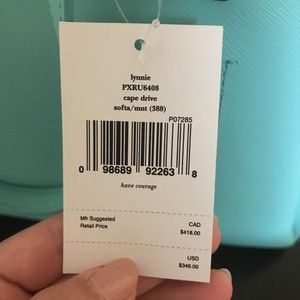 lynnie
PXRU6408
cape drive
softa/mnt (388)
P07285
0 98689 92263 8
have courage
Mfr Suggested CAD
Retail Price $418.00
USD
$348.00